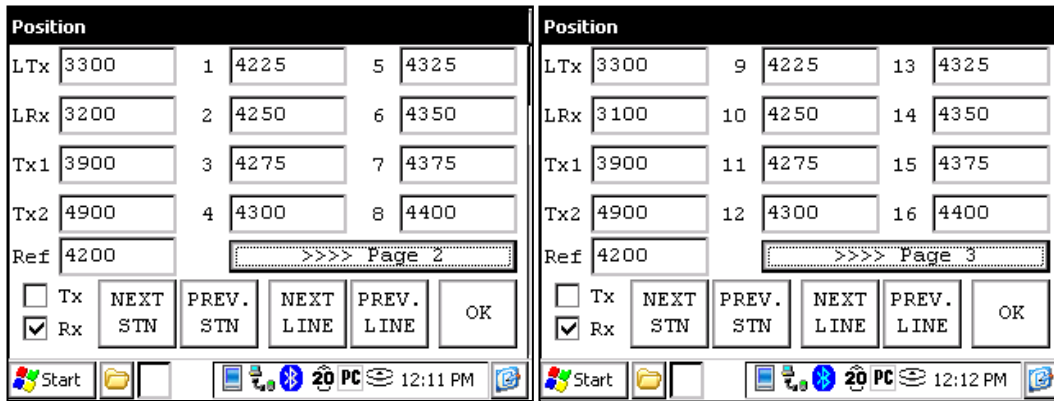 Position
LTx 3300 1 4225 5 4325
LRx 3200 2 4250 6 4350
Tx1 3900 3 4275 7 4375
Tx2 4900 4 4300 8 4400
Ref 4200 >>>> Page 2
Tx NEXT STN PREV. STN NEXT LINE PREV. LINE OK
Rx
Start 20 PC 12:11 PM
Position
LTx 3300 9 4225 13 4325
LRx 3100 10 4250 14 4350
Tx1 3900 11 4275 15 4375
Tx2 4900 12 4300 16 4400
Ref 4200 >>>> Page 3
Tx NEXT STN PREV. STN NEXT LINE PREV. LINE OK
Rx
Start 20 PC 12:12 PM